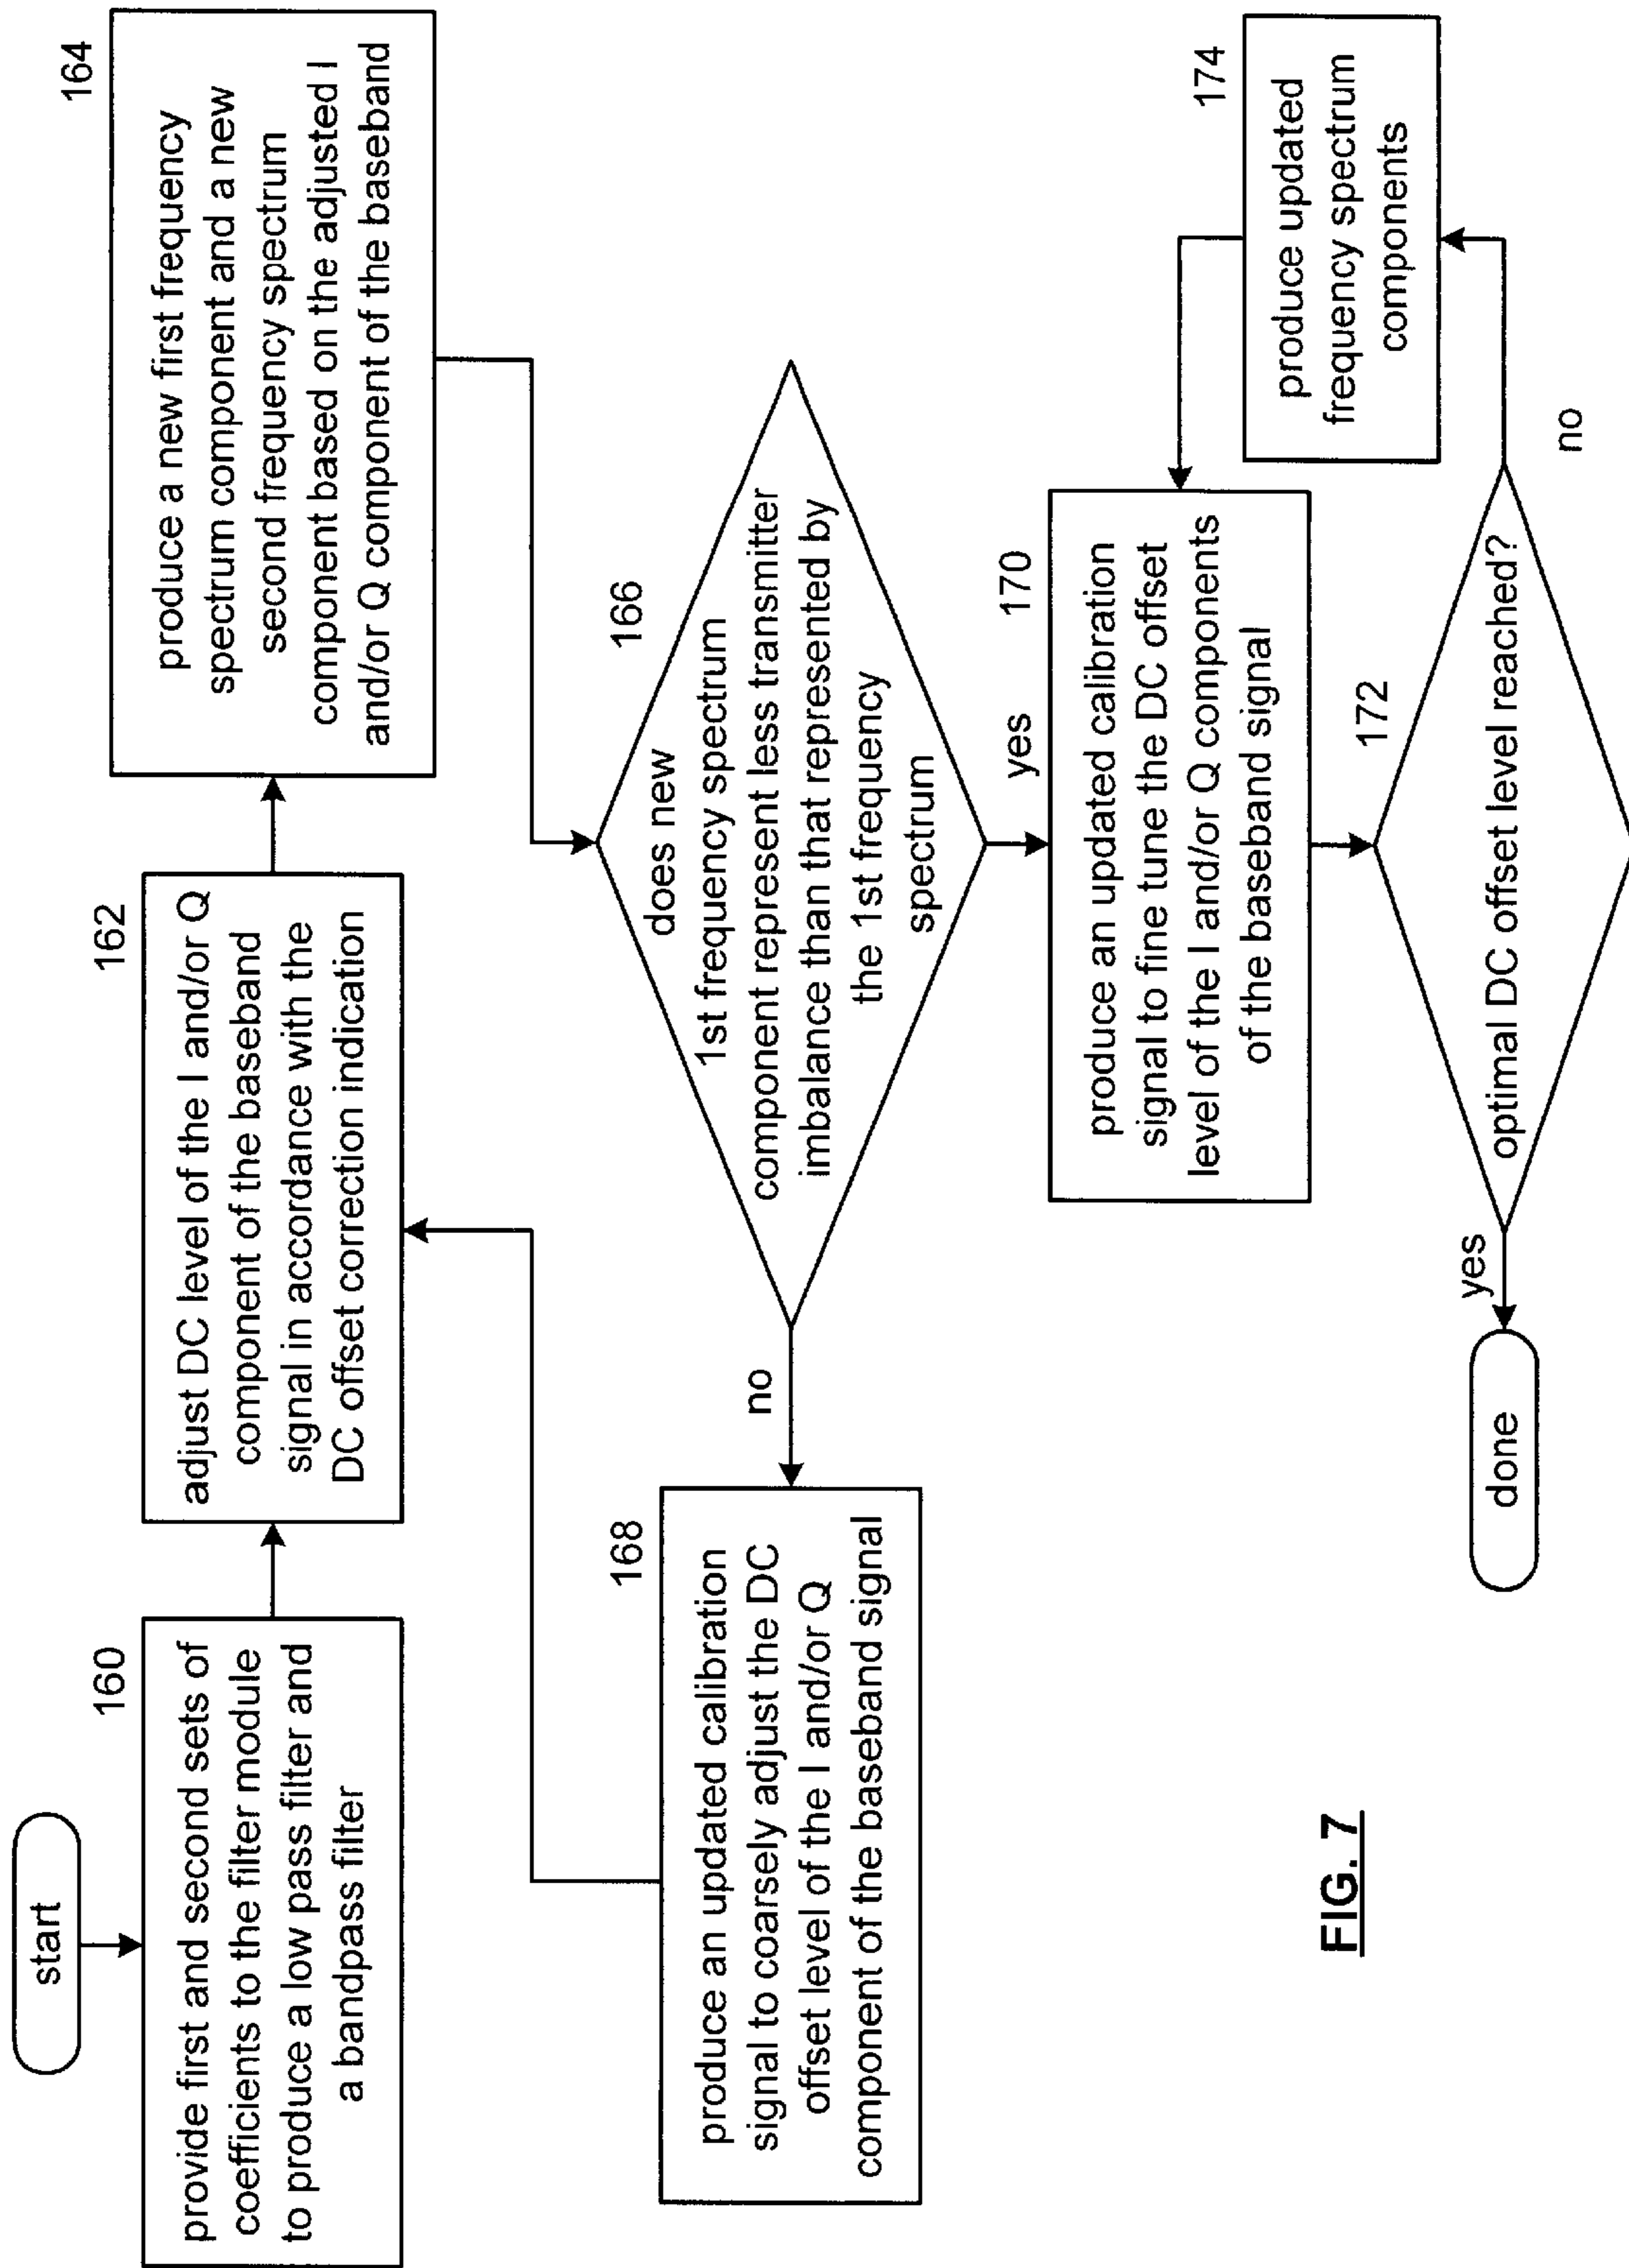 start
160
provide first and second sets of
coefficients to the filter module
to produce a low pass filter and
a bandpass filter
162
adjust DC level of the I and/or Q
component of the baseband
signal in accordance with the
DC offset correction indication
164
produce a new first frequency
spectrum component and a new
second frequency spectrum
component based on the adjusted I
and/or Q component of the baseband
166
does new
1st frequency spectrum
component represent less transmitter
imbalance than that represented by
the 1st frequency
spectrum
no
168
produce an updated calibration
signal to coarsely adjust the DC
offset level of the I and/or Q
component of the baseband signal
yes
170
produce an updated calibration
signal to fine tune the DC offset
level of the I and/or Q components
of the baseband signal
172
optimal DC offset level reached?
no
174
produce updated
frequency spectrum
components
yes
done
FIG. 7